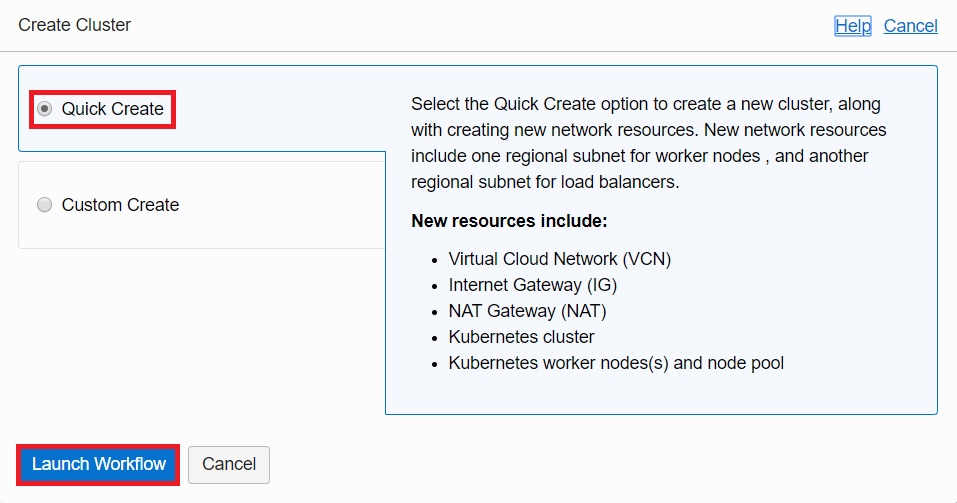 Create Cluster
Help Cancel
Quick Create
Custom Create
Select the Quick Create option to create a new cluster, along
with creating new network resources. New network resources
include one regional subnet for worker nodes , and another
regional subnet for load balancers.
New resources include:
• Virtual Cloud Network (VCN)
• Internet Gateway (IG)
• NAT Gateway (NAT)
• Kubernetes cluster
• Kubernetes worker nodes(s) and node pool
Launch Workflow Cancel